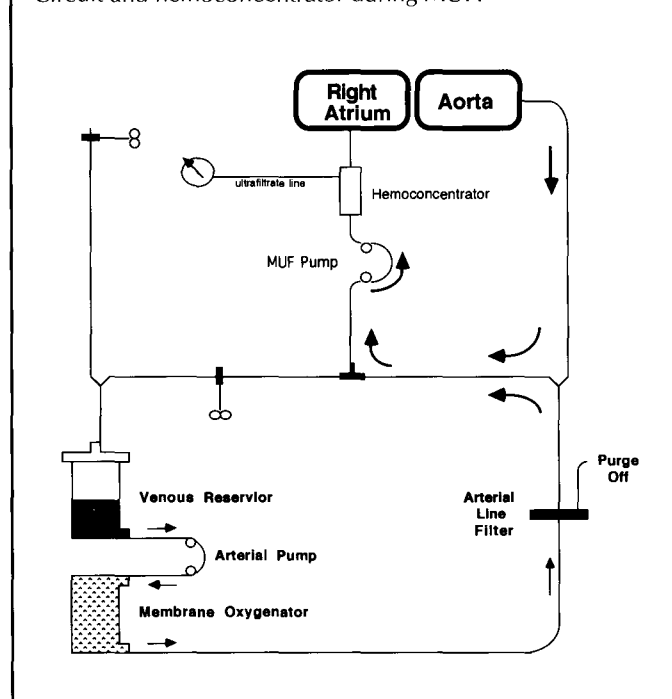 Circuit and hemoconcentrator during MUF.
Right
Atrium
Aorta
ultrafiltrate line
Hemoconcentrator
MUF Pump
Purge
Off
Arterial
Line
Filter
Venous Reservior
Arterial Pump
Membrane Oxygenator